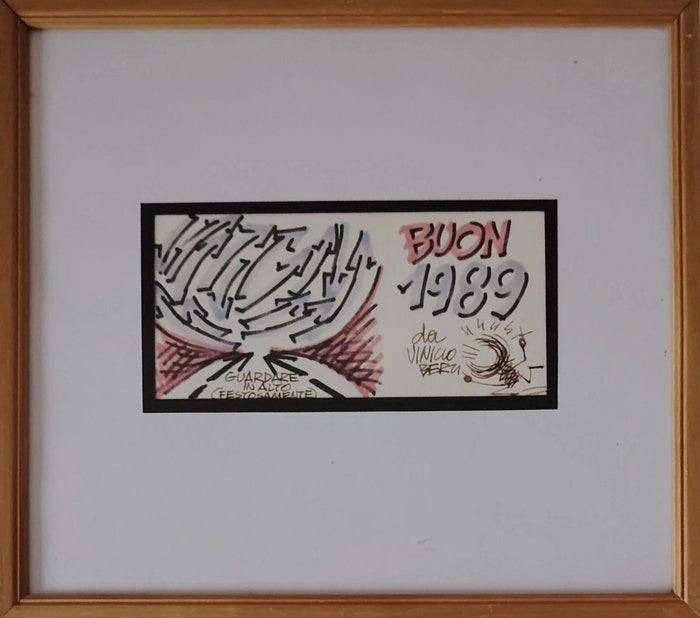 GUARDARE
IN ALTO
(FESTOSAMENTE)
BUON
1989
da
VINICIO
BERTI